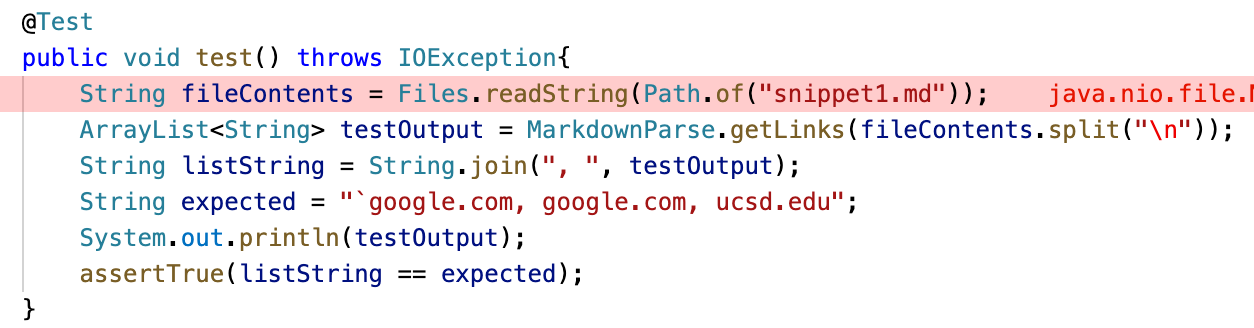 @Test
public void test() throws IOException{
String fileContents = Files.readString(Path.of("snippet1.md")); java.nio.file.
ArrayList<String> testOutput = MarkdownParse.getLinks(fileContents.split("\n"));
String listString = String.join(", ", testOutput);
String expected = "`google.com, google.com, ucsd.edu";
System.out.println(testOutput);
assertTrue(listString == expected);
}